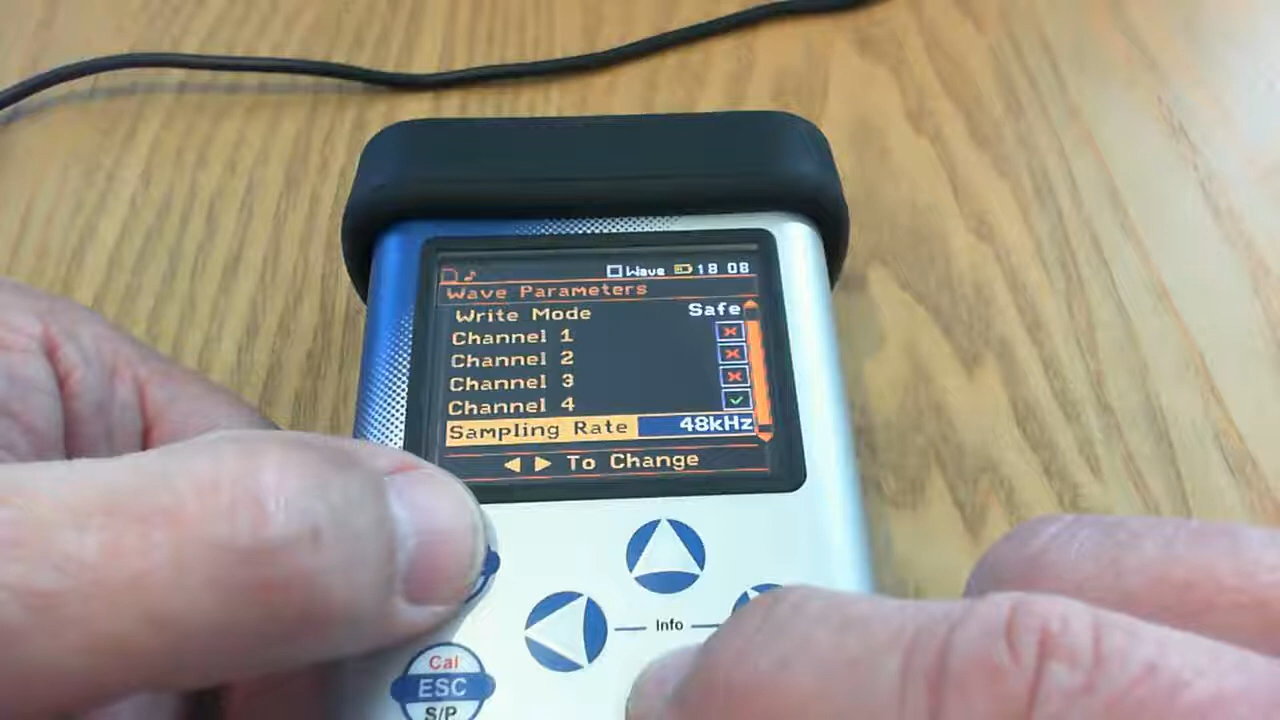 Wave 18 08
Wave Parameters
Write Mode Safe
Channel 1
Channel 2
Channel 3
Channel 4
Sampling Rate 48kHz
To Change
Info
Cal
ESC
S/P